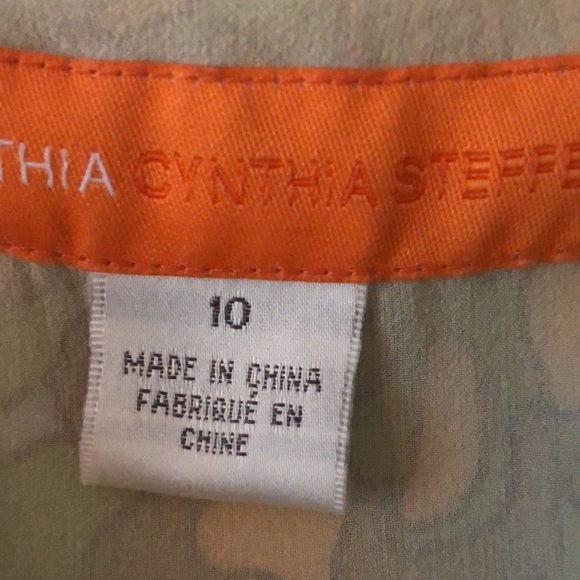 THIA CYNTHIA STEFFE
10
MADE IN CHINA
FABRIQUÉ EN
CHINE